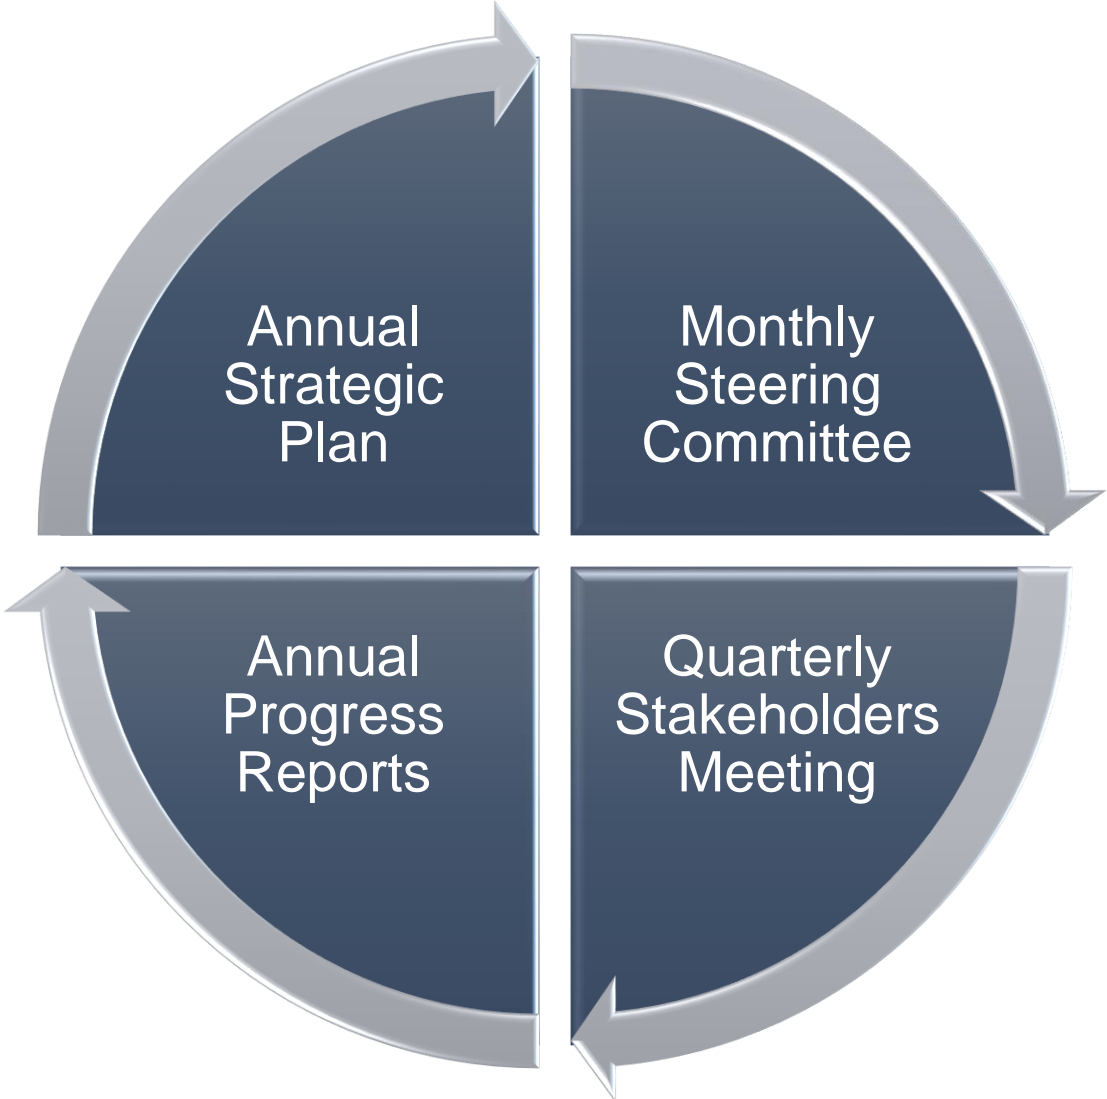 Annual
Strategic
Plan
Monthly
Steering
Committee
Annual
Progress
Reports
Quarterly
Stakeholders
Meeting